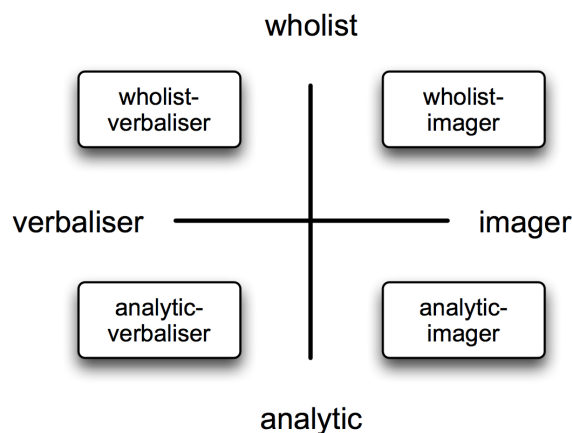 wholist
wholist-
verbaliser
wholist-
imager
verbaliser
imager
analytic-
verbaliser
analytic-
imager
analytic